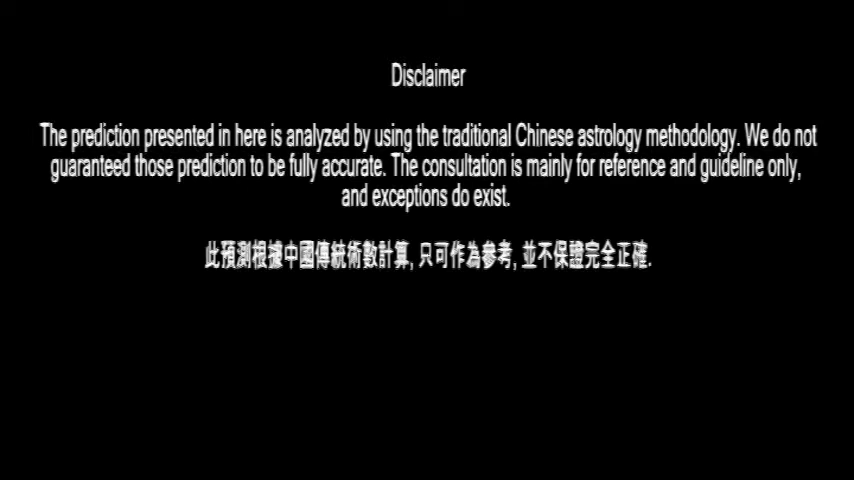 Disclaimer
The prediction presented in here is analyzed by using the traditional Chinese astrology methodology. We do not
guaranteed those prediction to be fully accurate. The consultation is mainly for reference and guideline only,
and exceptions do exist.
此預測根據中國傳統術數計算, 只可作為參考, 並不保證完全正確.